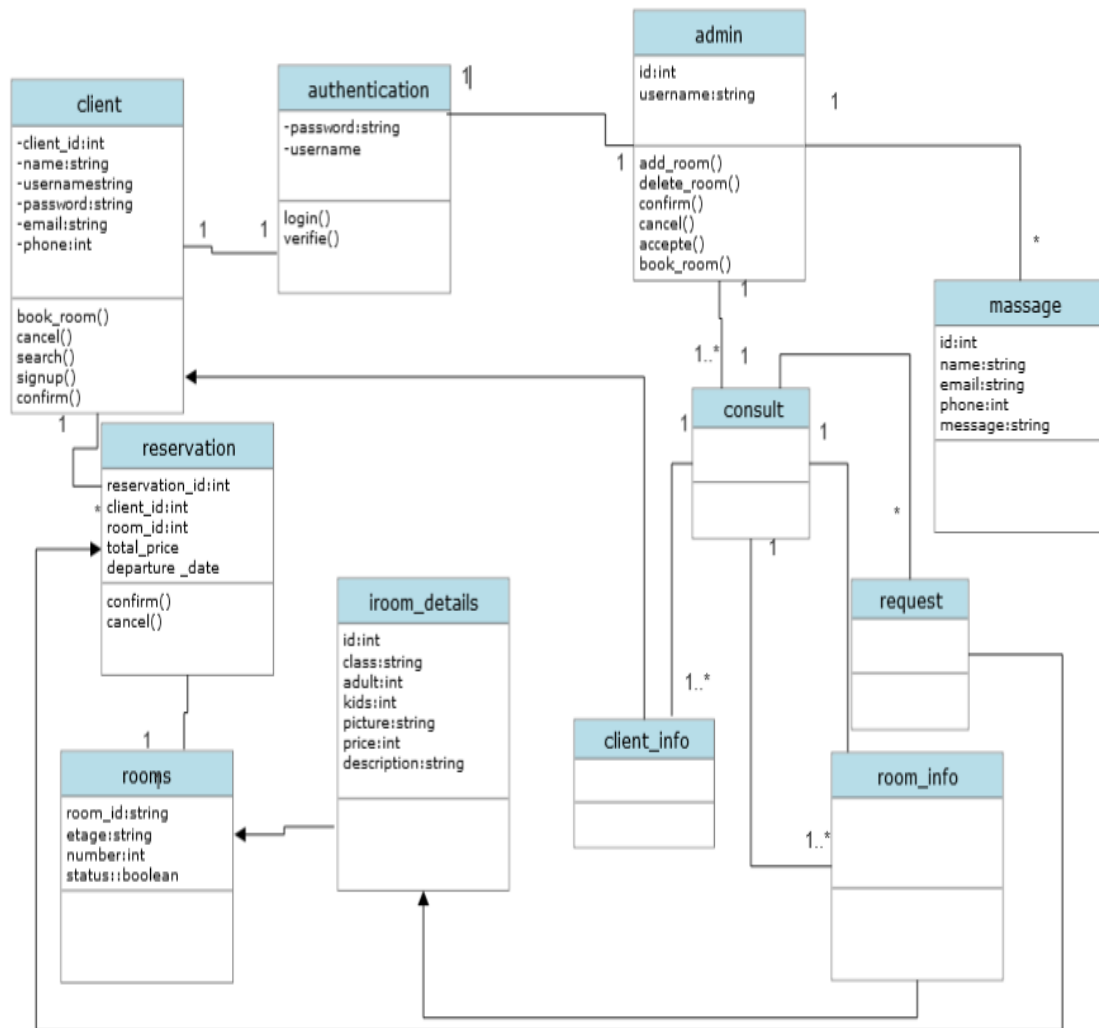 admin
id:int
username:string
add_room()
delete_room()
confirm()
cancel()
accepte()
book_room()
1
1
1
1
authentication
-password:string
-username
login()
verifie()
client
-client_id:int
-name:string
-usernamestring
-password:string
-email:string
-phone:int
book_room()
cancel()
search()
signup()
confirm()
1
1
1
*
massage
id:int
name:string
email:string
phone:int
message:string
1..*
1
consult
1
1
1
*
reservation
reservation_id:int
client_id:int
room_id:int
total_price
departure _date
confirm()
cancel()
*
iroom_details
id:int
class:string
adult:int
kids:int
picture:string
price:int
description:string
request
1..*
client_info
room_info
1..*
1
rooms
room_id:string
etage:string
number:int
status::boolean